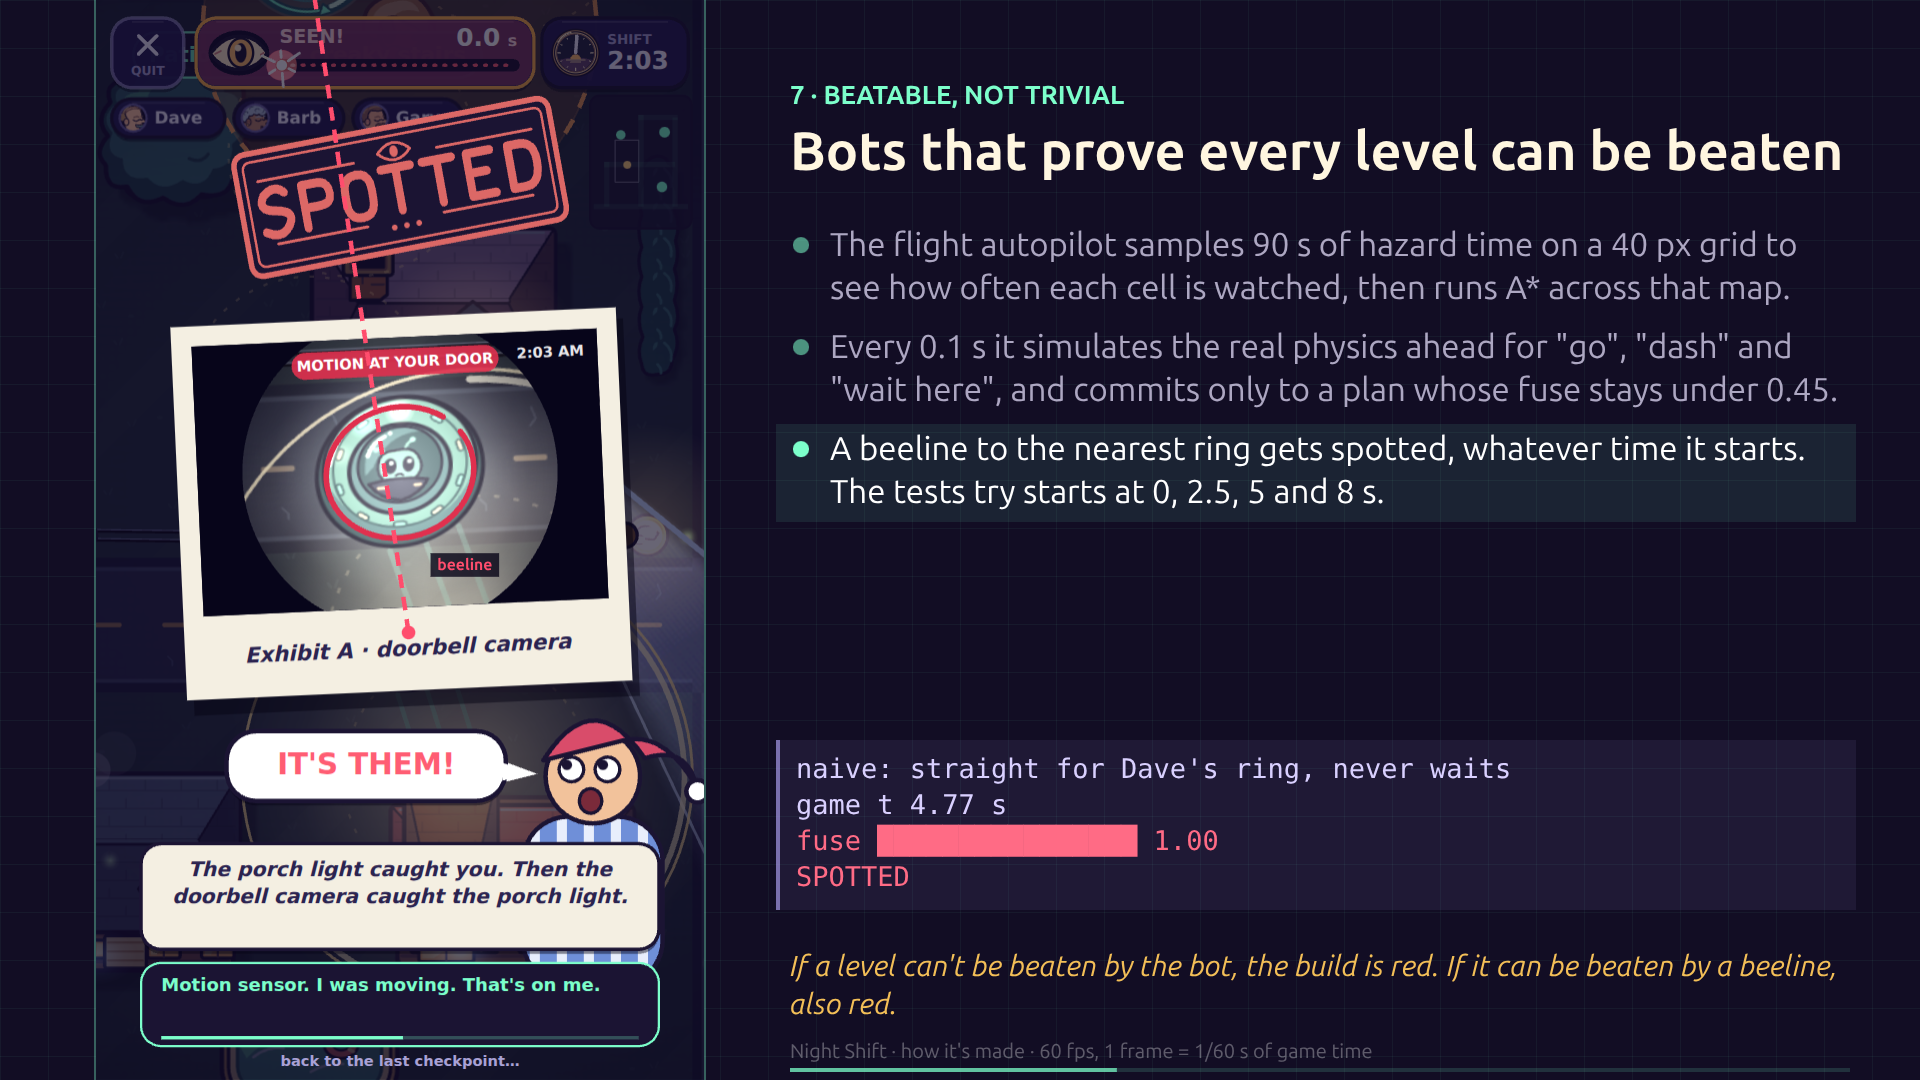 QUIT
SEEN!
0.0 s
SHIFT
2:03
Dave
Barb
SPOTTED
MOTION AT YOUR DOOR
2:03 AM
beeline
Exhibit A · doorbell camera
IT'S THEM!
The porch light caught you. Then the
doorbell camera caught the porch light.
Motion sensor. I was moving. That's on me.
back to the last checkpoint...
7 · BEATABLE, NOT TRIVIAL
Bots that prove every level can be beaten
The flight autopilot samples 90 s of hazard time on a 40 px grid to
see how often each cell is watched, then runs A* across that map.
Every 0.1 s it simulates the real physics ahead for "go", "dash" and
"wait here", and commits only to a plan whose fuse stays under 0.45.
A beeline to the nearest ring gets spotted, whatever time it starts.
The tests try starts at 0, 2.5, 5 and 8 s.
naive: straight for Dave's ring, never waits
game t 4.77 s
fuse 1.00
SPOTTED
If a level can't be beaten by the bot, the build is red. If it can be beaten by a beeline,
also red.
Night Shift · how it's made · 60 fps, 1 frame = 1/60 s of game time